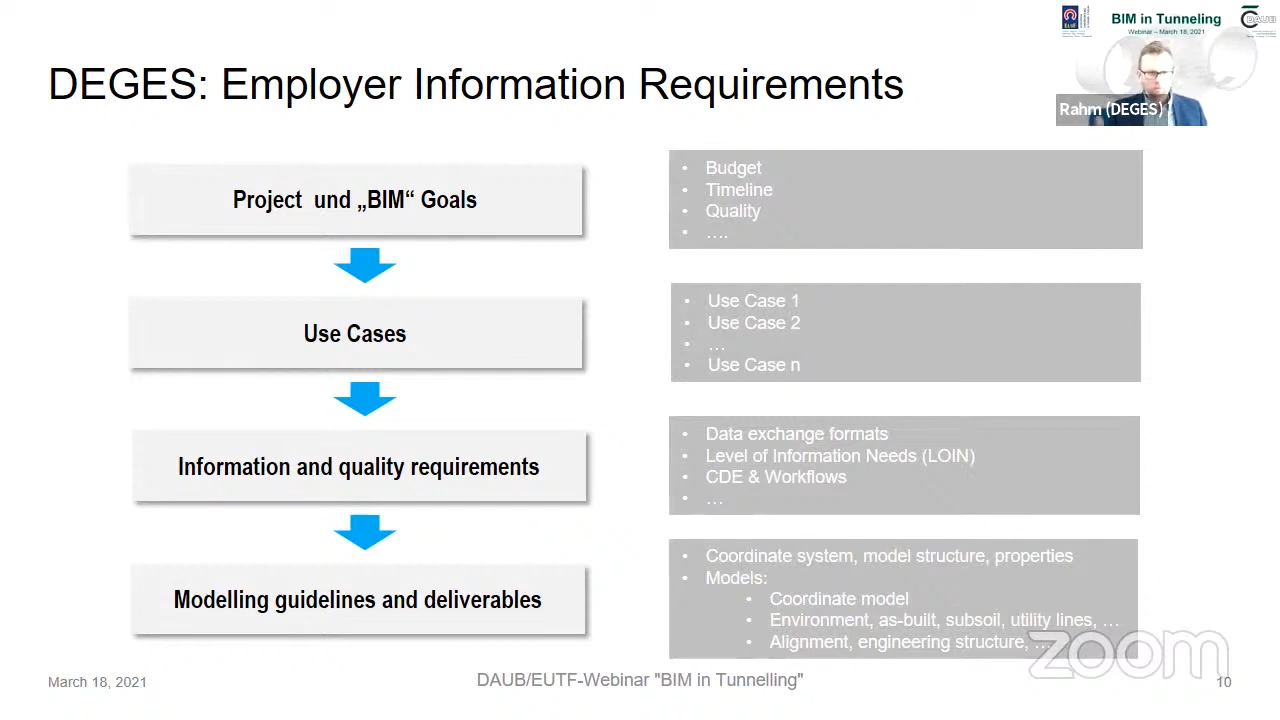 BIM in Tunneling
Webinar – March 18, 2021
DAUB
EUTF
DEGES: Employer Information Requirements
Rahm (DEGES)
Project und „BIM“ Goals
• Budget
• Timeline
• Quality
• ….
Use Cases
• Use Case 1
• Use Case 2
• …
• Use Case n
Information and quality requirements
• Data exchange formats
• Level of Information Needs (LOIN)
• CDE & Workflows
• …
Modelling guidelines and deliverables
• Coordinate system, model structure, properties
• Models:
• Coordinate model
• Environment, as-built, subsoil, utility lines, …
• Alignment, engineering structure, …
zoom
March 18, 2021
DAUB/EUTF-Webinar "BIM in Tunnelling"
10